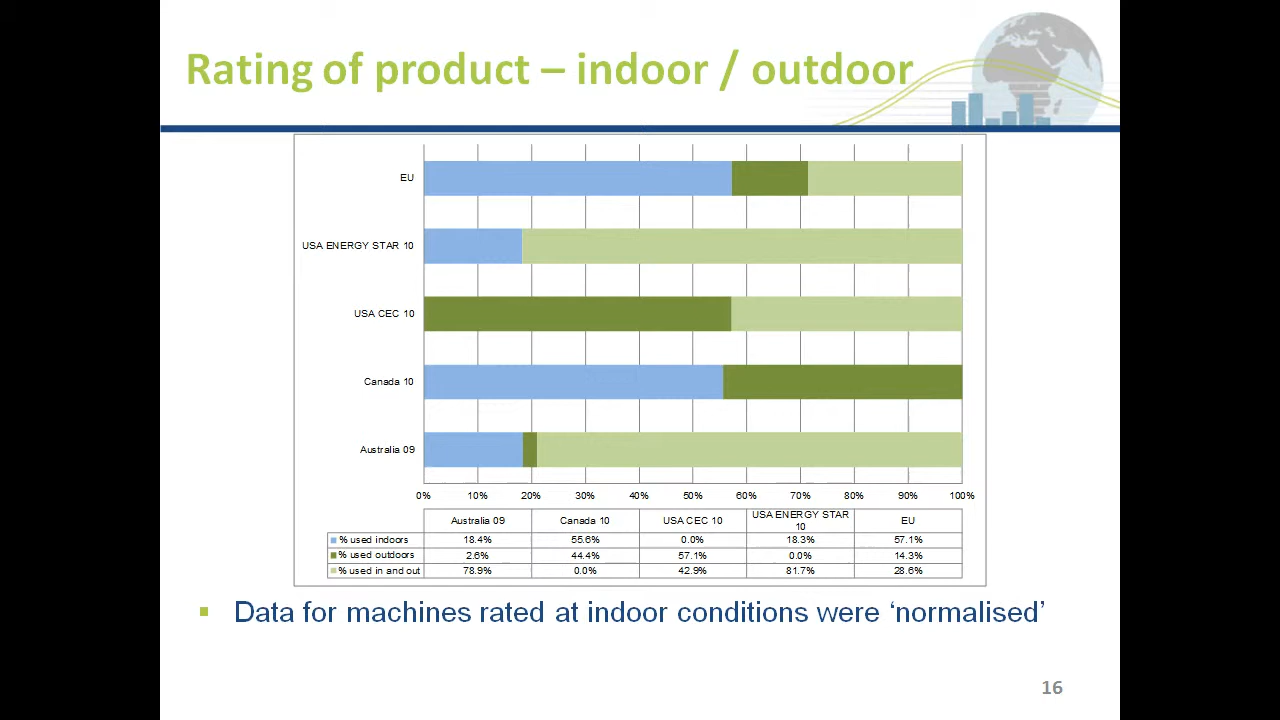 Rating of product – indoor / outdoor
EU
USA ENERGY STAR 10
USA CEC 10
Canada 10
Australia 09
0% 10% 20% 30% 40% 50% 60% 70% 80% 90% 100%
Australia 09 Canada 10 USA CEC 10 USA ENERGY STAR 10 EU
% used indoors 18.4% 55.6% 0.0% 18.3% 57.1%
% used outdoors 2.6% 44.4% 57.1% 0.0% 14.3%
% used in and out 78.9% 0.0% 42.9% 81.7% 28.6%
▪ Data for machines rated at indoor conditions were ‘normalised’
16